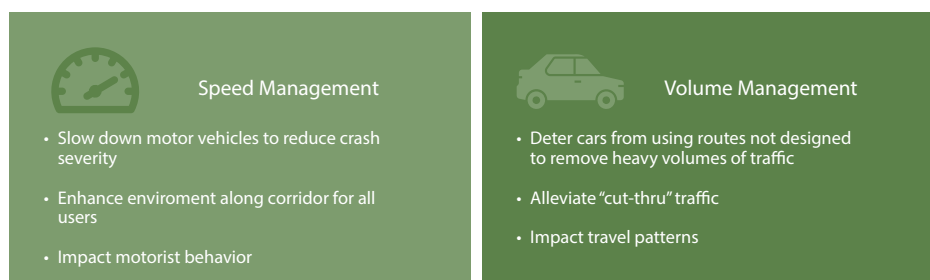 Speed Management
• Slow down motor vehicles to reduce crash
severity
• Enhance enviroment along corridor for all
users
• Impact motorist behavior
Volume Management
• Deter cars from using routes not designed
to remove heavy volumes of traffic
• Alleviate “cut-thru” traffic
• Impact travel patterns